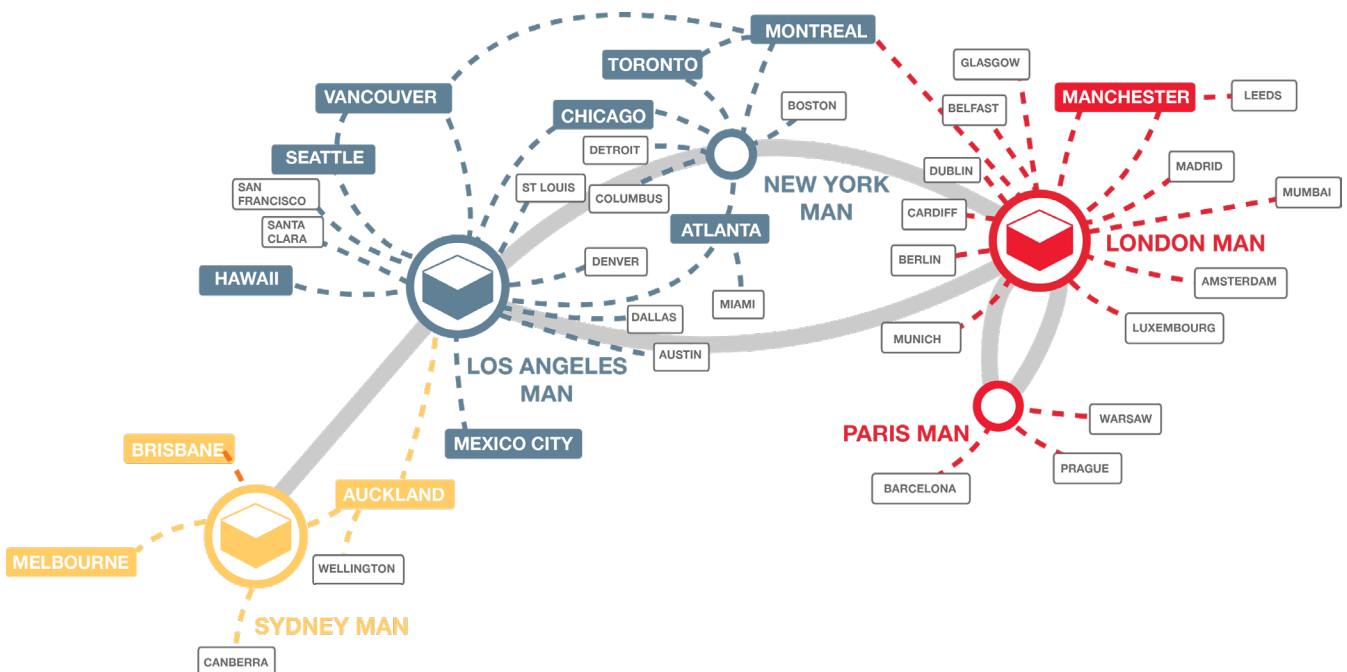 MONTREAL
TORONTO
GLASGOW
VANCOUVER
CHICAGO
BOSTON
BELFAST
MANCHESTER
LEEDS
SEATTLE
DETROIT
SAN
FRANCISCO
ST LOUIS
COLUMBUS
NEW YORK
MAN
DUBLIN
MADRID
MUMBAI
SANTA
CLARA
ATLANTA
CARDIFF
LONDON MAN
HAWAII
DENVER
BERLIN
AMSTERDAM
MIAMI
DALLAS
AUSTIN
MUNICH
LUXEMBOURG
LOS ANGELES
MAN
MEXICO CITY
PARIS MAN
WARSAW
PRAGUE
BARCELONA
BRISBANE
AUCKLAND
MELBOURNE
WELLINGTON
SYDNEY MAN
CANBERRA